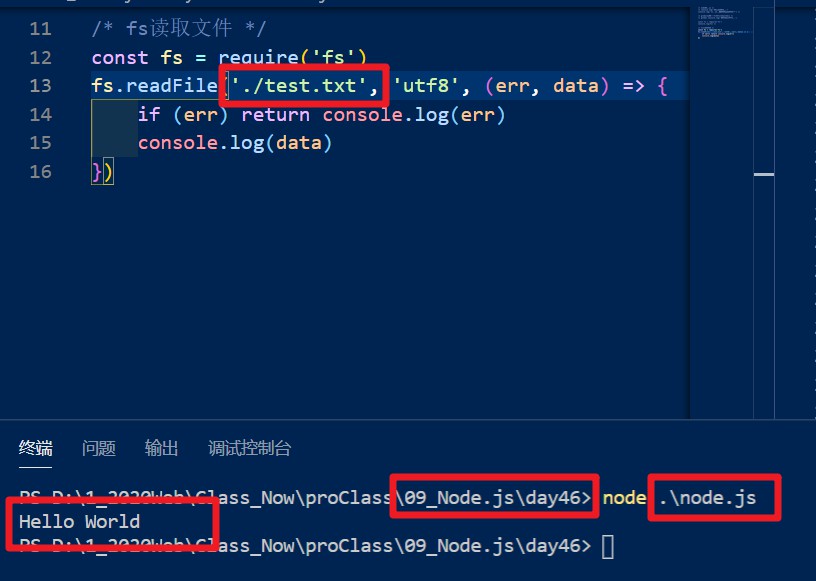 11 /* fs读取文件 */
12 const fs = require('fs')
13 fs.readFile('./test.txt', 'utf8', (err, data) => {
14 if (err) return console.log(err)
15 console.log(data)
16 })
终端 问题 输出 调试控制台
PS D:\1_2020Web\Class_Now\proClass\09_Node.js\day46> node .\node.js
Hello World
PS D:\1_2020Web\Class_Now\proClass\09_Node.js\day46>